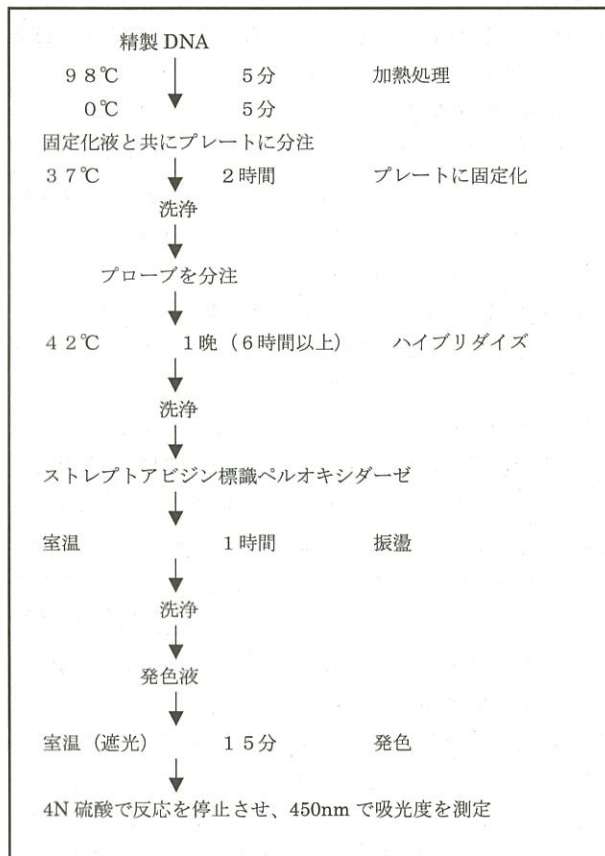 精製 DNA
98℃ 5分 加熱処理
0℃ 5分
固定化液と共にプレートに分注
37℃ 2時間 プレートに固定化
洗浄
プローブを分注
42℃ 1晩（6時間以上） ハイブリダイズ
洗浄
ストレプトアビジン標識ペルオキシダーゼ
室温 1時間 振盪
洗浄
発色液
室温（遮光） 15分 発色
4N 硫酸で反応を停止させ、450nm で吸光度を測定